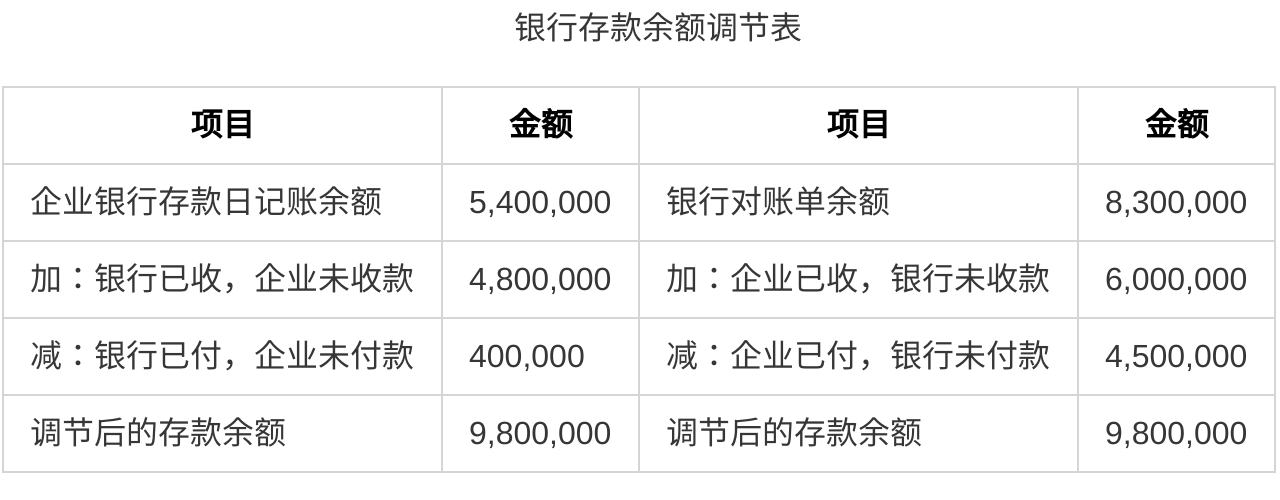 银行存款余额调节表
项目 金额 项目 金额
企业银行存款日记账余额 5,400,000 银行对账单余额 8,300,000
加：银行已收，企业未收款 4,800,000 加：企业已收，银行未收款 6,000,000
减：银行已付，企业未付款 400,000 减：企业已付，银行未付款 4,500,000
调节后的存款余额 9,800,000 调节后的存款余额 9,800,000